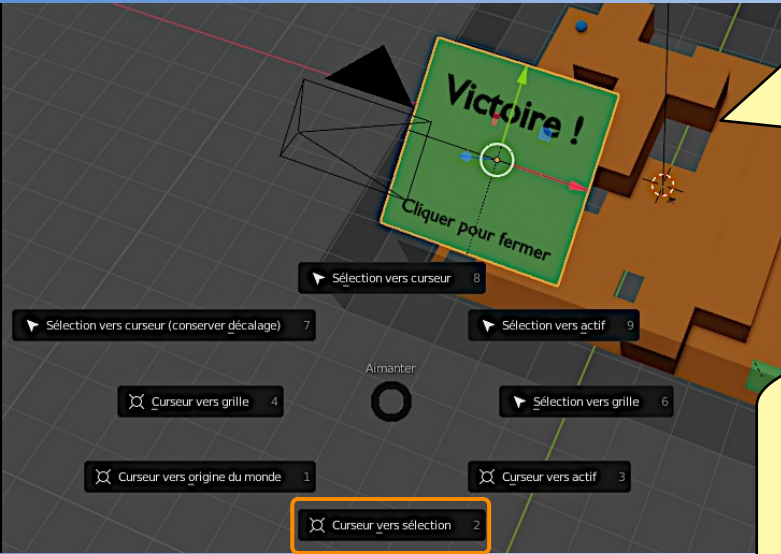 Victoire !
Cliquer pour fermer
Sélection vers curseur 8
Sélection vers curseur (conserver décalage) 7
Sélection vers actif 9
Aimanter
Curseur vers grille 4
Sélection vers grille 6
Curseur vers origine du monde 1
Curseur vers actif 3
Curseur vers sélection 2